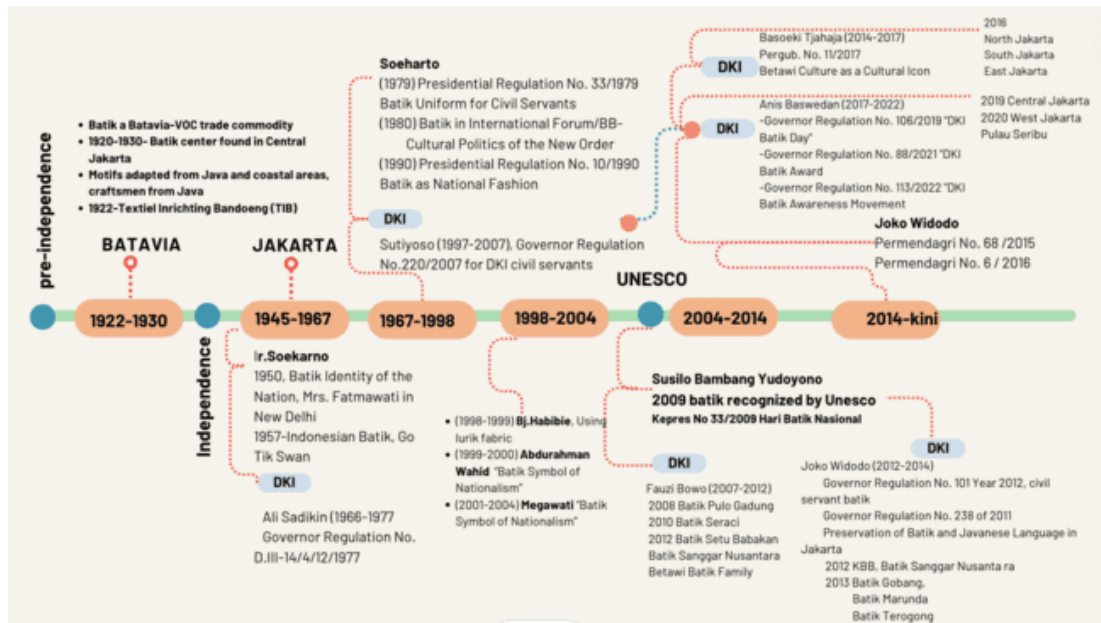 pre-independence
• Batik a Batavia-VOC trade commodity
• 1920-1930- Batik center found in Central
Jakarta
• Motifs adapted from Java and coastal areas,
craftsmen from Java
• 1922-Textiel Inrichting Bandoeng (TIB)
BATAVIA
JAKARTA
Soeharto
(1979) Presidential Regulation No. 33/1979
Batik Uniform for Civil Servants
(1980) Batik in International Forum/BB-
Cultural Politics of the New Order
(1990) Presidential Regulation No. 10/1990
Batik as National Fashion
DKI
Sutiyoso (1997-2007), Governor Regulation
No.220/2007 for DKI civil servants
UNESCO
DKI
Basoeki Tjahaja (2014-2017)
Pergub. No. 11/2017
Betawi Culture as a Cultural Icon
2016
North Jakarta
South Jakarta
East Jakarta
DKI
Anis Baswedan (2017-2022)
-Governor Regulation No. 106/2019 "DKI
Batik Day"
-Governor Regulation No. 88/2021 "DKI
Batik Award
-Governor Regulation No. 113/2022 "DKI
Batik Awareness Movement
2019 Central Jakarta
2020 West Jakarta
Pulau Seribu
Joko Widodo
Permendagri No. 68 /2015
Permendagri No. 6 / 2016
1922-1930
1945-1967
1967-1998
1998-2004
2004-2014
2014-kini
Independence
Ir.Soekarno
1950, Batik Identity of the
Nation, Mrs. Fatmawati in
New Delhi
1957-Indonesian Batik, Go
Tik Swan
DKI
Ali Sadikin (1966-1977
Governor Regulation No.
D.III-14/4/12/1977
• (1998-1999) Bj.Habibie, Using
lurik fabric
• (1999-2000) Abdurahman
Wahid "Batik Symbol of
Nationalism"
• (2001-2004) Megawati "Batik
Symbol of Nationalism"
Susilo Bambang Yudoyono
2009 batik recognized by Unesco
Kepres No 33/2009 Hari Batik Nasional
DKI
Fauzi Bowo (2007-2012)
2008 Batik Pulo Gadung
2010 Batik Seraci
2012 Batik Setu Babakan
Batik Sanggar Nusantara
Betawi Batik Family
DKI
Joko Widodo (2012-2014)
Governor Regulation No. 101 Year 2012, civil
servant batik
Governor Regulation No. 238 of 2011
Preservation of Batik and Javanese Language in
Jakarta
2012 KBB, Batik Sanggar Nusanta ra
2013 Batik Gobang,
Batik Marunda
Batik Terogong